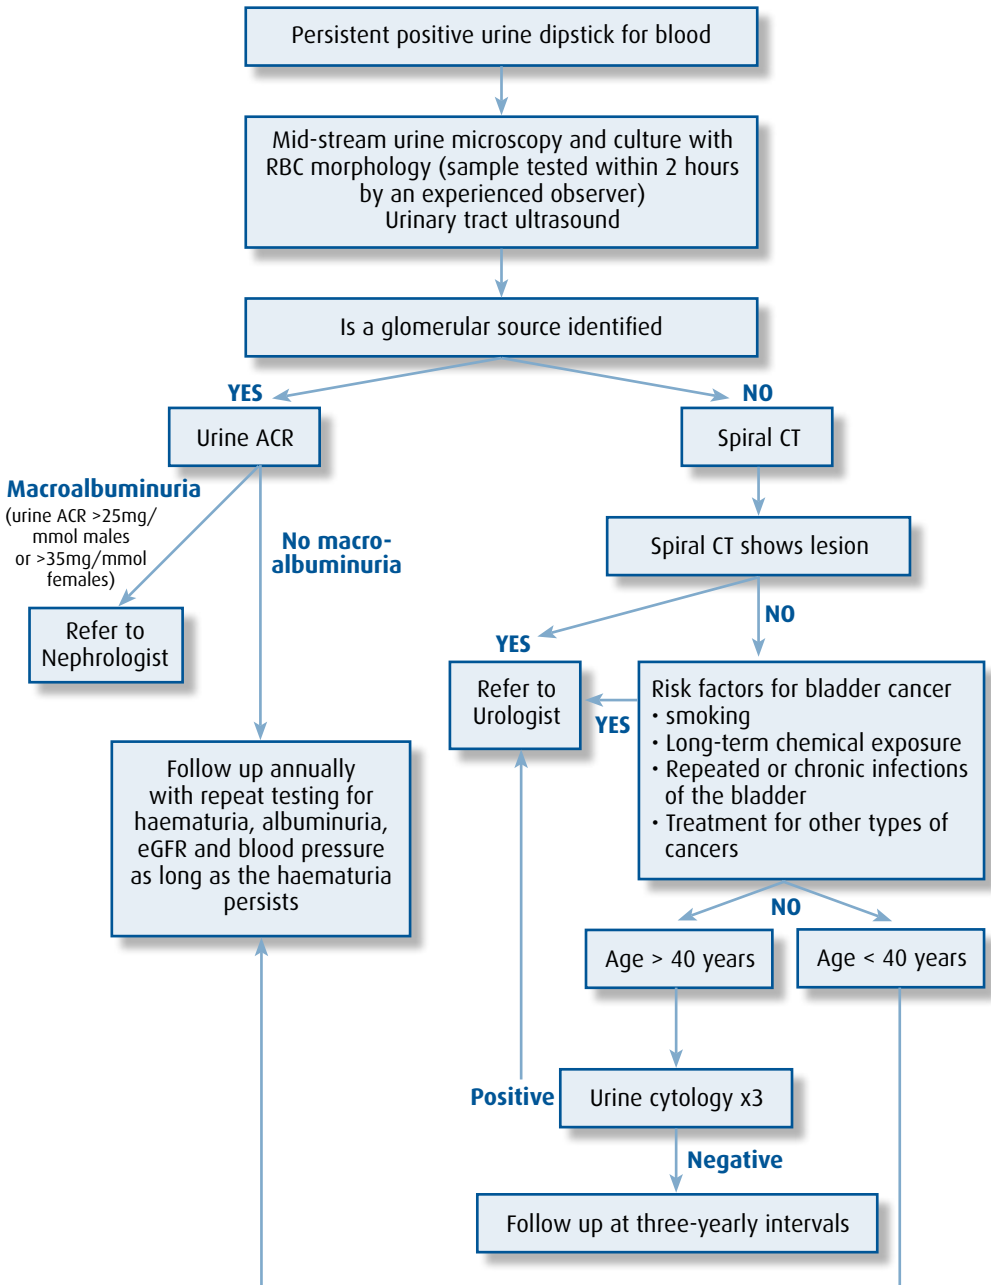 Persistent positive urine dipstick for blood
Mid-stream urine microscopy and culture with
RBC morphology (sample tested within 2 hours
by an experienced observer)
Urinary tract ultrasound
Is a glomerular source identified
YES
NO
Urine ACR
Spiral CT
Macroalbuminuria
(urine ACR >25mg/
mmol males
or >35mg/mmol
females)
No macro-
albuminuria
Spiral CT shows lesion
Refer to
Nephrologist
YES
NO
Refer to
Urologist
YES
Risk factors for bladder cancer
• smoking
• Long-term chemical exposure
• Repeated or chronic infections
of the bladder
• Treatment for other types of
cancers
Follow up annually
with repeat testing for
haematuria, albuminuria,
eGFR and blood pressure
as long as the haematuria
persists
NO
Age > 40 years
Age < 40 years
Positive
Urine cytology x3
Negative
Follow up at three-yearly intervals